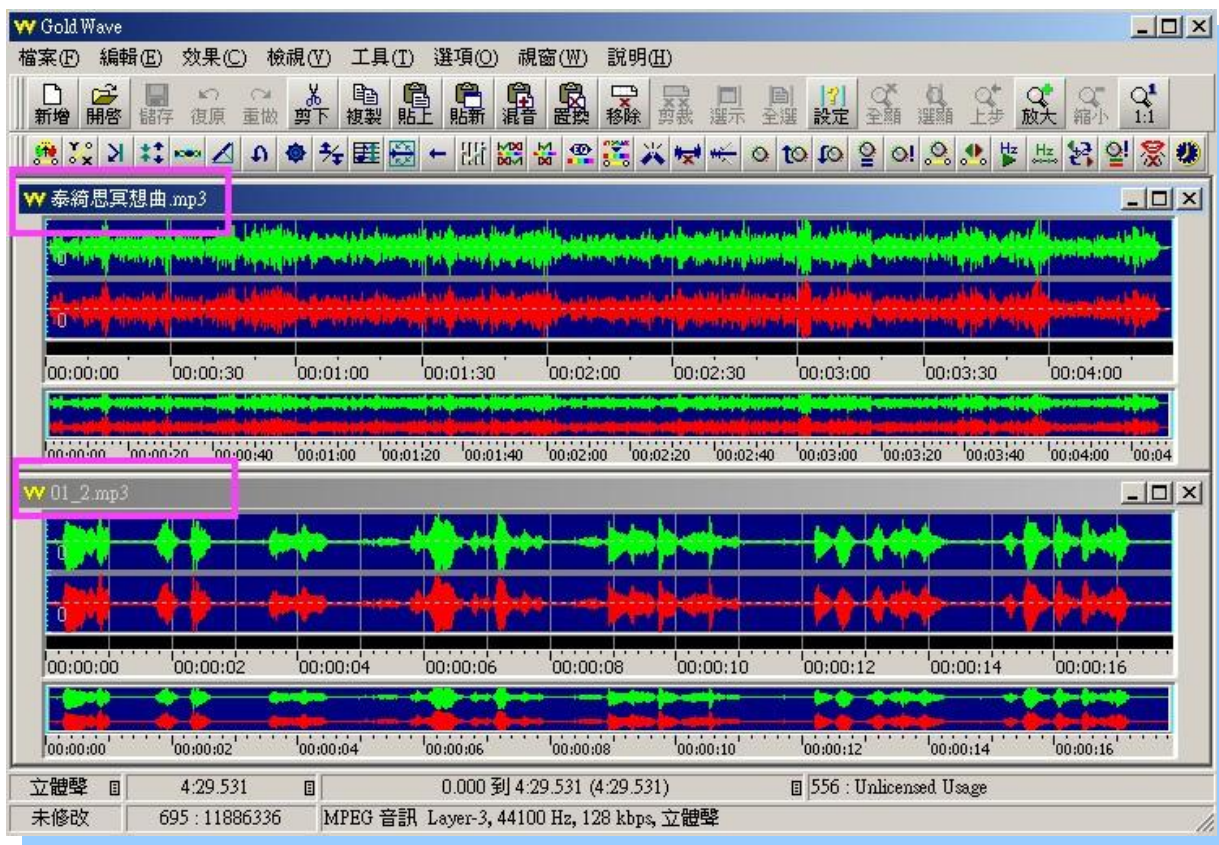 Gold Wave
檔案(F) 編輯(E) 效果(C) 檢視(V) 工具(T) 選項(O) 視窗(W) 說明(H)
新增 開啓 儲存 復原 重做 剪下 複製 貼上 貼新 混音 置換 移除 剪裁 選示 全選 設定 全顯 選顯 上步 放大 縮小 1:1
泰綺思冥想曲.mp3
0
0
00:00:00 00:00:30 00:01:00 00:01:30 00:02:00 00:02:30 00:03:00 00:03:30 00:04:00
00:00:00 00:00:20 00:00:40 00:01:00 00:01:20 00:01:40 00:02:00 00:02:20 00:02:40 00:03:00 00:03:20 00:03:40 00:04:00 00:04
01_2.mp3
0
0
00:00:00 00:00:02 00:00:04 00:00:06 00:00:08 00:00:10 00:00:12 00:00:14 00:00:16
00:00:00 00:00:02 00:00:04 00:00:06 00:00:08 00:00:10 00:00:12 00:00:14 00:00:16
立體聲 4:29.531 0.000 到 4:29.531 (4:29.531) 556 : Unlicensed Usage
未修改 695 : 11886336 MPEG 音訊 Layer-3, 44100 Hz, 128 kbps, 立體聲